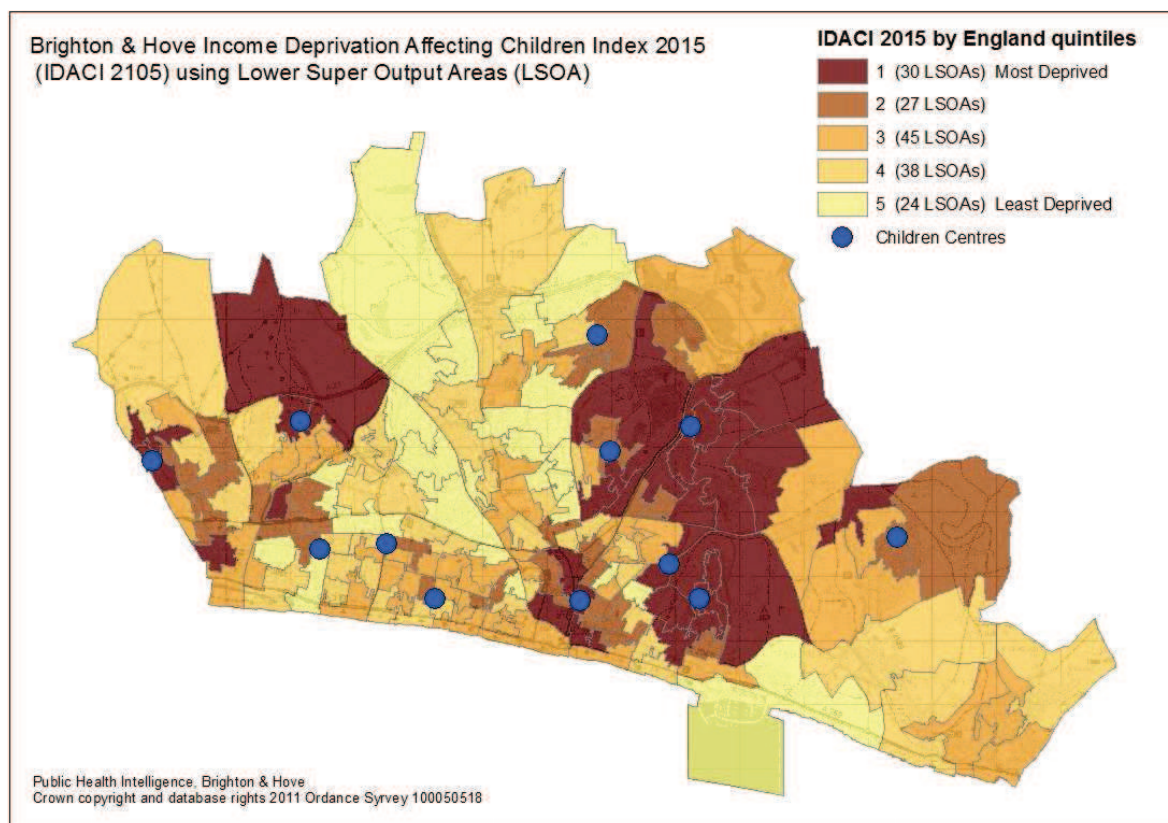 Brighton & Hove Income Deprivation Affecting Children Index 2015
(IDACI 2105) using Lower Super Output Areas (LSOA)
IDACI 2015 by England quintiles
1 (30 LSOAs) Most Deprived
2 (27 LSOAs)
3 (45 LSOAs)
4 (38 LSOAs)
5 (24 LSOAs) Least Deprived
Children Centres
Public Health Intelligence, Brighton & Hove
Crown copyright and database rights 2011 Ordance Syrvey 100050518